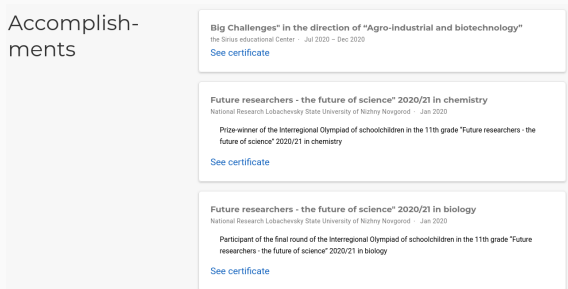 Accomplish-
ments
Big Challenges" in the direction of “Agro-industrial and biotechnology”
the Sirius educational Center · Jul 2020 – Dec 2020
See certificate
Future researchers - the future of science" 2020/21 in chemistry
National Research Lobachevsky State University of Nizhny Novgorod · Jan 2020
Prize-winner of the Interregional Olympiad of schoolchildren in the 11th grade “Future researchers - the
future of science” 2020/21 in chemistry
See certificate
Future researchers - the future of science" 2020/21 in biology
National Research Lobachevsky State University of Nizhny Novgorod · Jan 2020
Participant of the final round of the Interregional Olympiad of schoolchildren in the 11th grade “Future
researchers - the future of science” 2020/21 in biology
See certificate